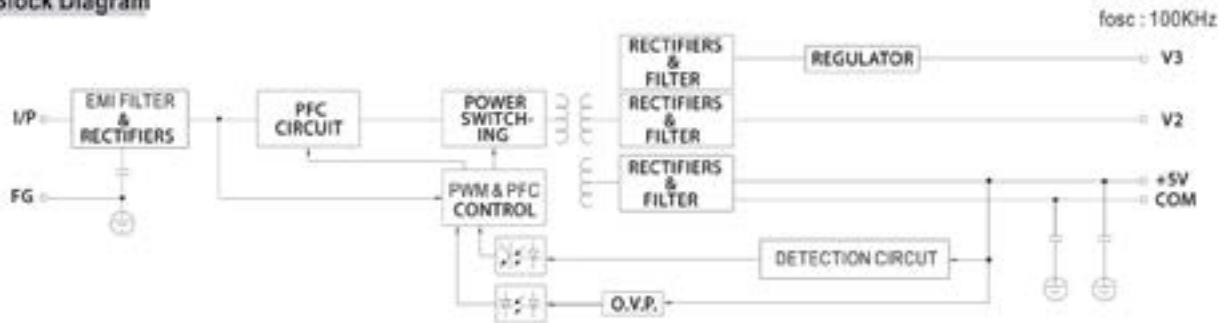 Block Diagram
fosc : 100KHz
I/P
EMI FILTER
&
RECTIFIERS
PFC
CIRCUIT
POWER
SWITCH-
ING
RECTIFIERS
&
FILTER
REGULATOR
V3
RECTIFIERS
&
FILTER
V2
FG
PWM & PFC
CONTROL
RECTIFIERS
&
FILTER
+5V
COM
DETECTION CIRCUT
O.V.P.